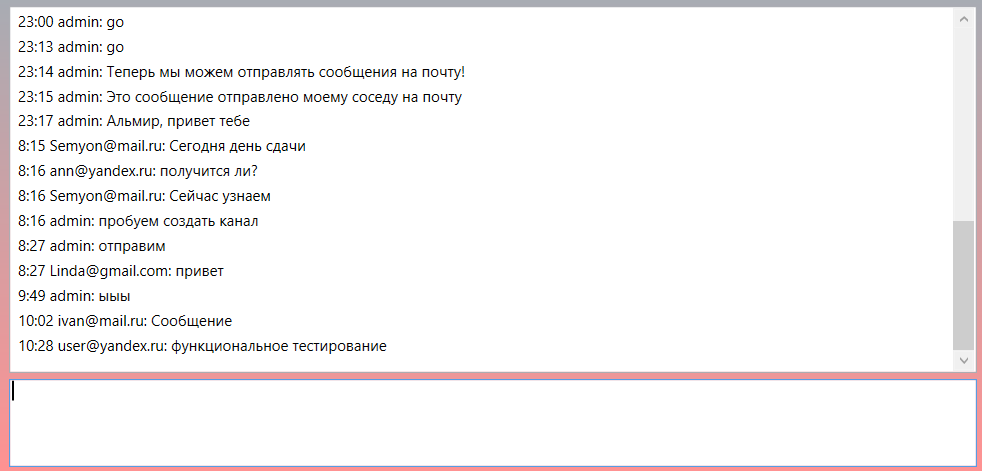 23:00 admin: go
23:13 admin: go
23:14 admin: Теперь мы можем отправлять сообщения на почту!
23:15 admin: Это сообщение отправлено моему соседу на почту
23:17 admin: Альмир, привет тебе
8:15 Semyon@mail.ru: Сегодня день сдачи
8:16 ann@yandex.ru: получится ли?
8:16 Semyon@mail.ru: Сейчас узнаем
8:16 admin: пробуем создать канал
8:27 admin: отправим
8:27 Linda@gmail.com: привет
9:49 admin: ыыы
10:02 ivan@mail.ru: Сообщение
10:28 user@yandex.ru: функциональное тестирование